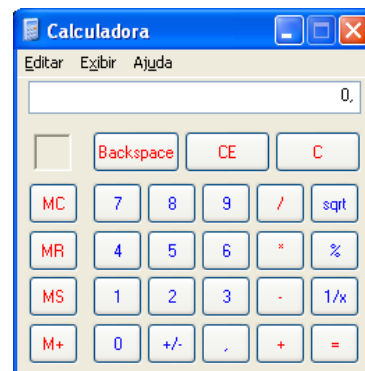 Calculadora
Editar Exibir Ajuda
0,
Backspace CE C
MC 7 8 9 / sqrt
MR 4 5 6 * %
MS 1 2 3 - 1/x
M+ 0 +/- , + =